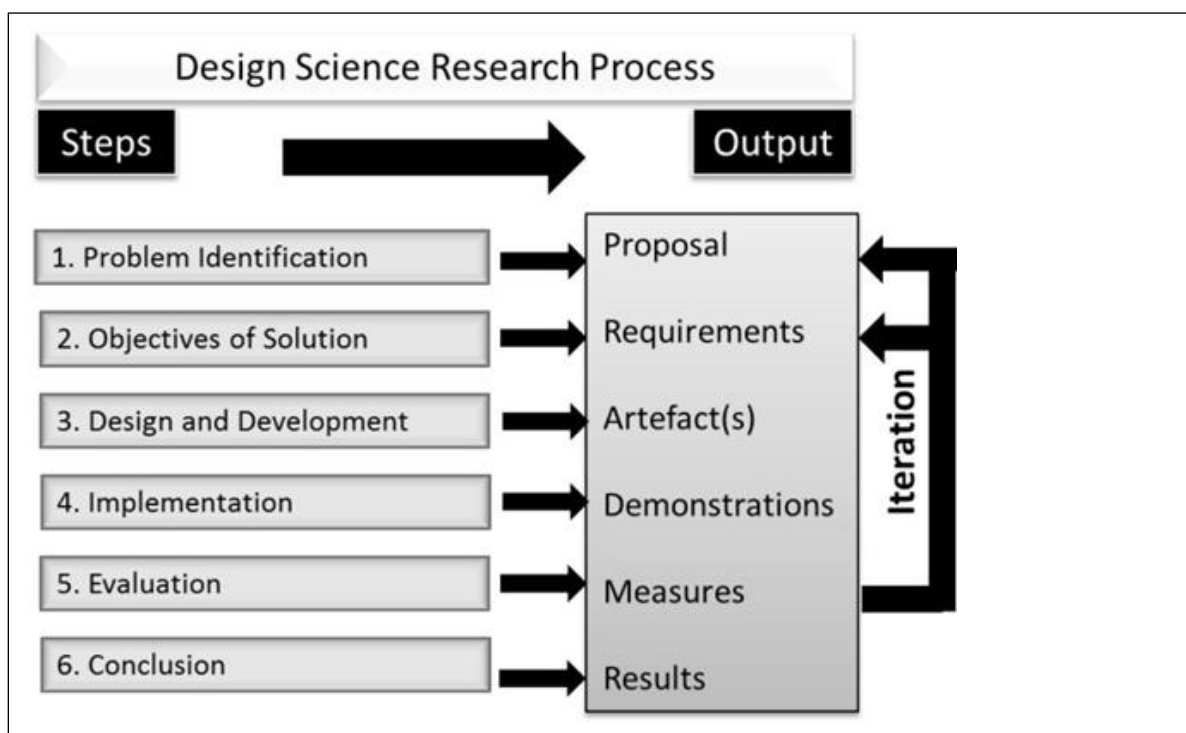 Design Science Research Process
Steps
Output
1. Problem Identification
Proposal
2. Objectives of Solution
Requirements
3. Design and Development
Artefact(s)
4. Implementation
Demonstrations
5. Evaluation
Measures
6. Conclusion
Results
Iteration